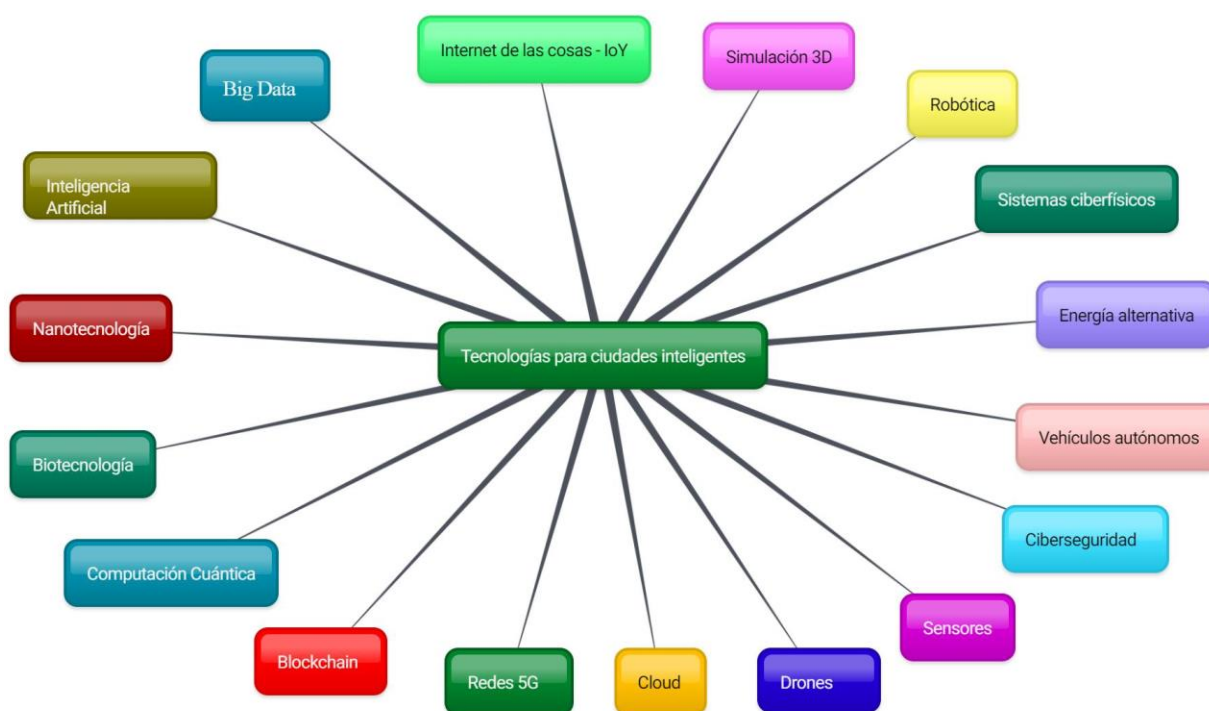 Internet de las cosas - IoY
Simulación 3D
Big Data
Robótica
Inteligencia
Artificial
Sistemas ciberfísicos
Nanotecnología
Energía alternativa
Tecnologías para ciudades inteligentes
Vehículos autónomos
Biotecnología
Ciberseguridad
Computación Cuántica
Sensores
Blockchain
Redes 5G
Cloud
Drones